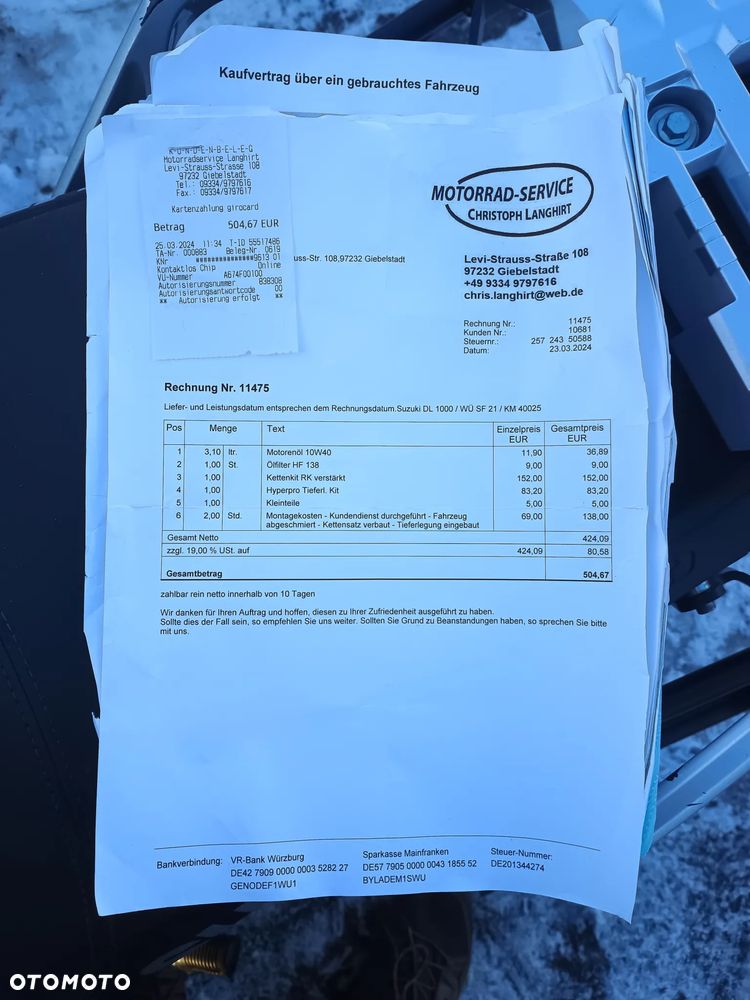 Kaufvertrag über ein gebrauchtes Fahrzeug
K-U-N-D-E-N-B-E-L-E-G
Motorradservice Langhirt
Levi-Strauss-Strasse 108
97232 Giebelstadt
Tel.: 09334/9797616
Fax.: 09334/9797617
Kartenzahlung girocard
Betrag 504,67 EUR
25.03.2024 11:34 T-ID 55517486
TA-Nr. 000883 Beleg-Nr. 0619
KNr ###############9613 01
Kontaktlos Chip Online
VU-Nummer A674F00100
Autorisierungsnummer 838308
Autorisierungsantwortcode 00
** Autorisierung erfolgt **
MOTORRAD-SERVICE
CHRISTOPH LANGHIRT
uss-Str. 108,97232 Giebelstadt
Levi-Strauss-Straße 108
97232 Giebelstadt
+49 9334 9797616
chris.langhirt@web.de
Rechnung Nr.: 11475
Kunden Nr.: 10681
Steuernr.: 257 243 50588
Datum: 23.03.2024
Rechnung Nr. 11475
Liefer- und Leistungsdatum entsprechen dem Rechnungsdatum.Suzuki DL 1000 / WÜ SF 21 / KM 40025
Pos Menge Text Einzelpreis EUR Gesamtpreis EUR
1 3,10 ltr. Motorenöl 10W40 11,90 36,89
2 1,00 St. Ölfilter HF 138 9,00 9,00
3 1,00 Kettenkit RK verstärkt 152,00 152,00
4 1,00 Hyperpro Tieferl. Kit 83,20 83,20
5 1,00 Kleinteile 5,00 5,00
6 2,00 Std. Montagekosten - Kundendienst durchgeführt - Fahrzeug 69,00 138,00
abgeschmiert - Kettensatz verbaut - Tieferlegung eingebaut
Gesamt Netto 424,09
zzgl. 19,00 % USt. auf 424,09 80,58
Gesamtbetrag 504,67
zahlbar rein netto innerhalb von 10 Tagen
Wir danken für Ihren Auftrag und hoffen, diesen zu Ihrer Zufriedenheit ausgeführt zu haben.
Sollte dies der Fall sein, so empfehlen Sie uns weiter. Sollten Sie Grund zu Beanstandungen haben, so sprechen Sie bitte
mit uns.
Bankverbindung: VR-Bank Würzburg Sparkasse Mainfranken Steuer-Nummer:
DE42 7909 0000 0003 5282 27 DE57 7905 0000 0043 1855 52 DE201344274
GENODEF1WU1 BYLADEM1SWU
OTOMOTO